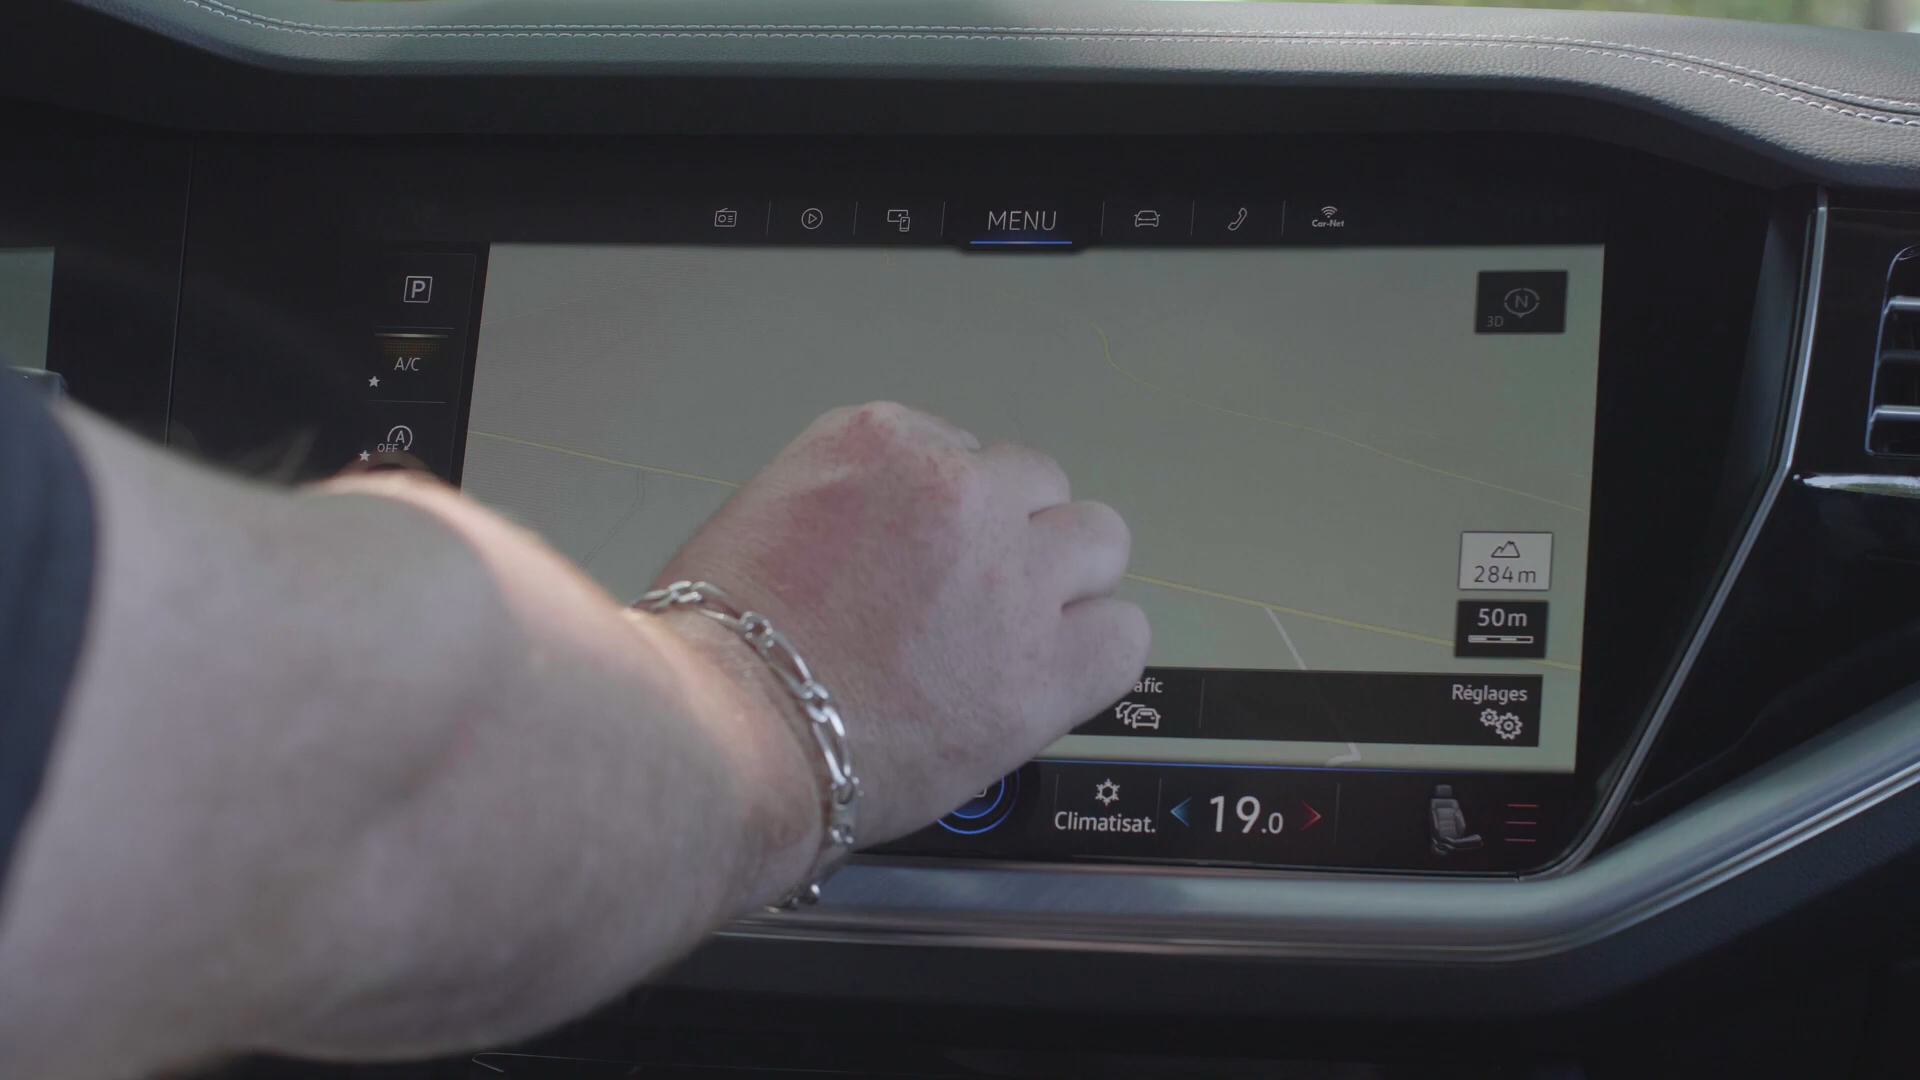 MENU
Car-Net
P
N
3D
A/C
A
OFF
284m
50m
afic
Réglages
Climatisat.
19.0